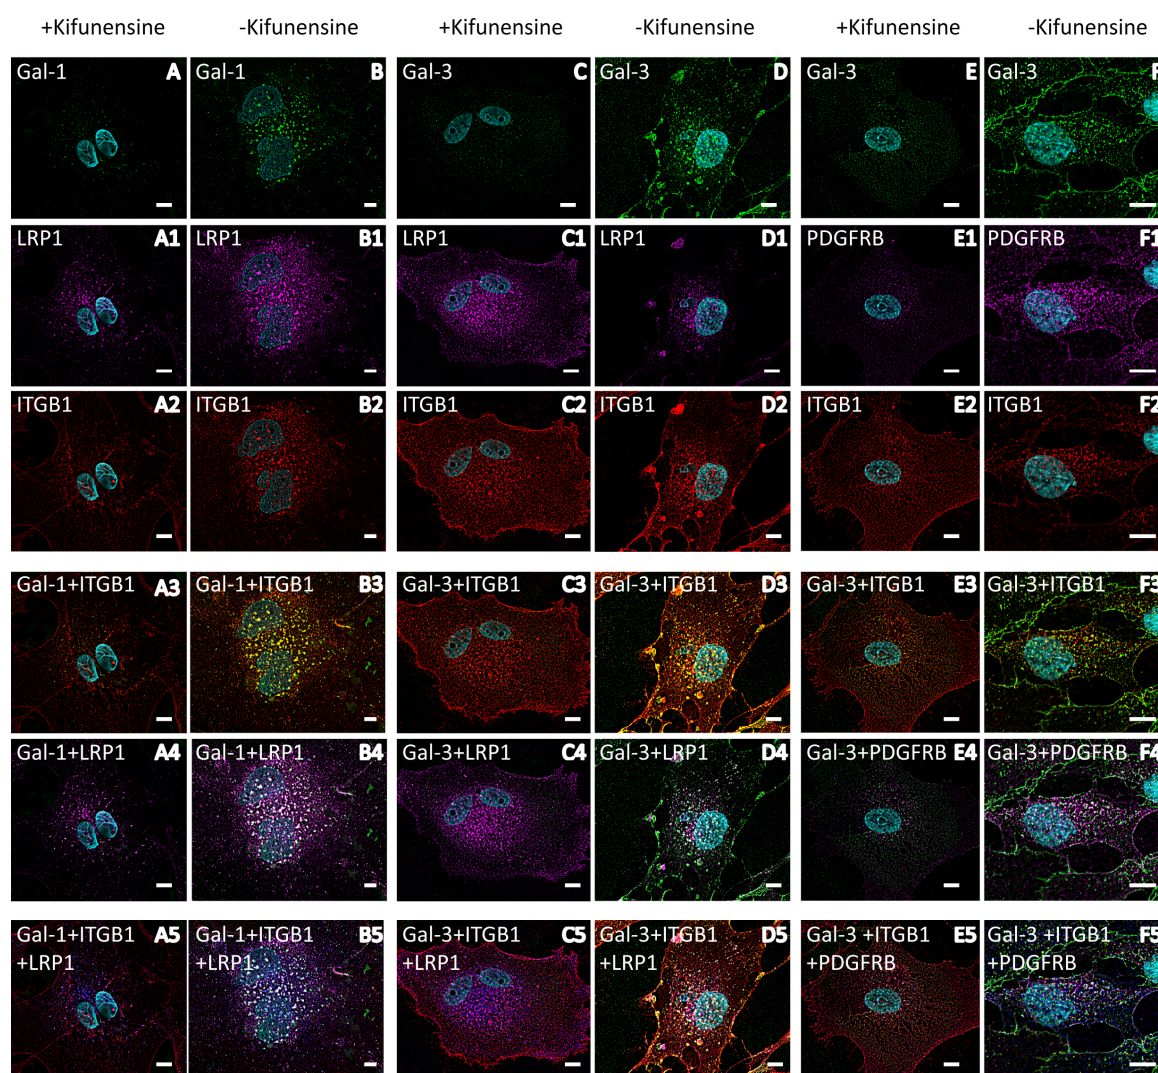 +Kifunensine -Kifunensine +Kifunensine -Kifunensine +Kifunensine -Kifunensine
Gal-1 A Gal-1 B Gal-3 C Gal-3 D Gal-3 E Gal-3 F
LRP1 A1 LRP1 B1 LRP1 C1 LRP1 D1 PDGFRB E1 PDGFRB F1
ITGB1 A2 ITGB1 B2 ITGB1 C2 ITGB1 D2 ITGB1 E2 ITGB1 F2
Gal-1+ITGB1 A3 Gal-1+ITGB1 B3 Gal-3+ITGB1 C3 Gal-3+ITGB1 D3 Gal-3+ITGB1 E3 Gal-3+ITGB1 F3
Gal-1+LRP1 A4 Gal-1+LRP1 B4 Gal-3+LRP1 C4 Gal-3+LRP1 D4 Gal-3+PDGFRB E4 Gal-3+PDGFRB F4
Gal-1+ITGB1 A5 Gal-1+ITGB1 B5 Gal-3+ITGB1 C5 Gal-3+ITGB1 D5 Gal-3 +ITGB1 E5 Gal-3 +ITGB1 F5
+LRP1 +LRP1 +LRP1 +LRP1 +PDGFRB +PDGFRB